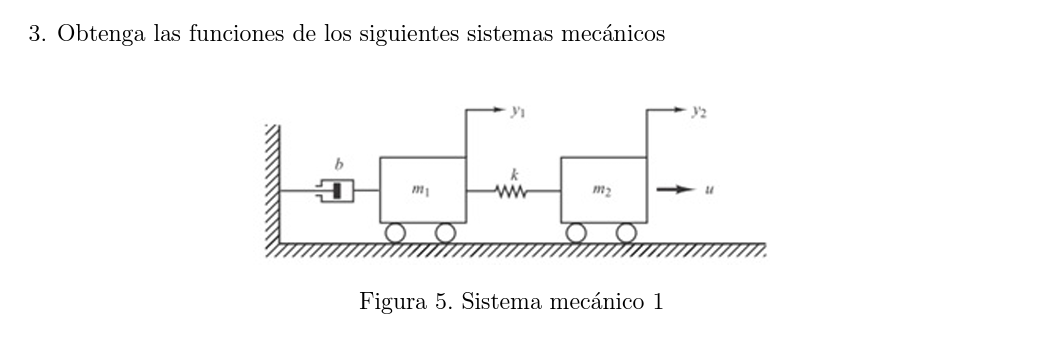 3. Obtenga las funciones de los siguientes sistemas mecánicos
y₁ y₂
b k
m₁ m₂ u
Figura 5. Sistema mecánico 1